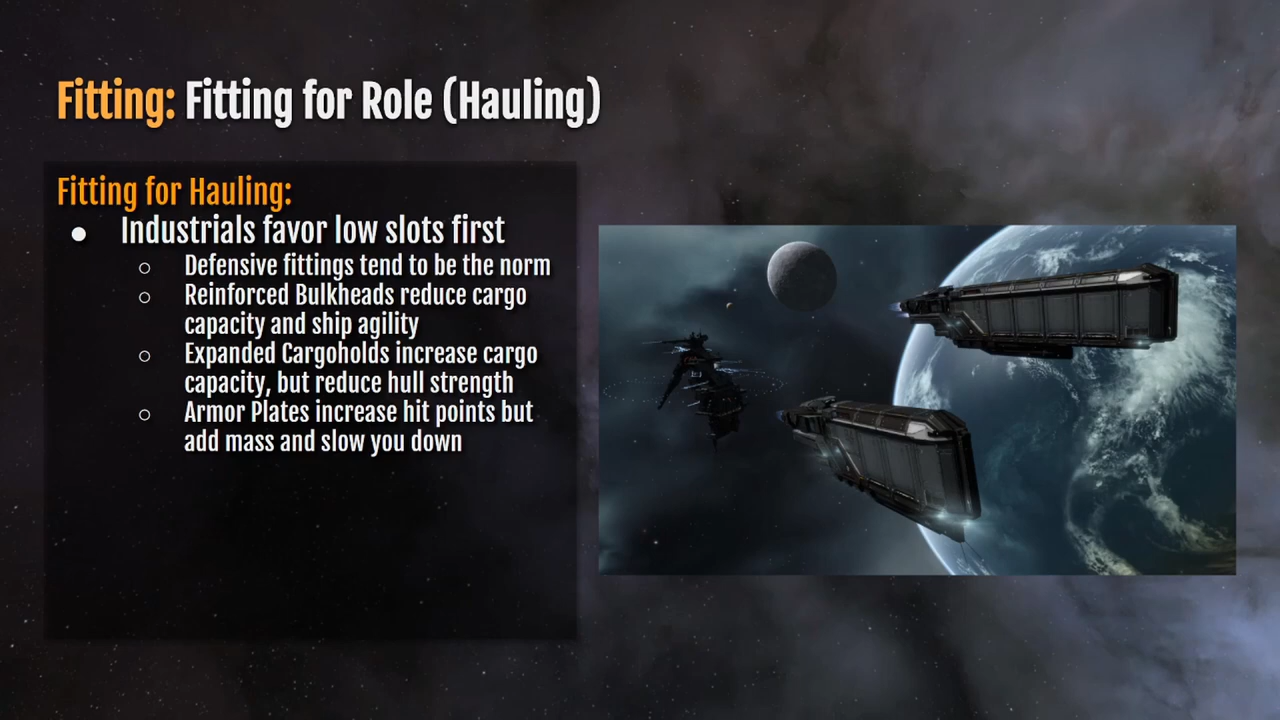 Fitting: Fitting for Role (Hauling)
Fitting for Hauling:
● Industrials favor low slots first
○ Defensive fittings tend to be the norm
○ Reinforced Bulkheads reduce cargo
capacity and ship agility
○ Expanded Cargoholds increase cargo
capacity, but reduce hull strength
○ Armor Plates increase hit points but
add mass and slow you down